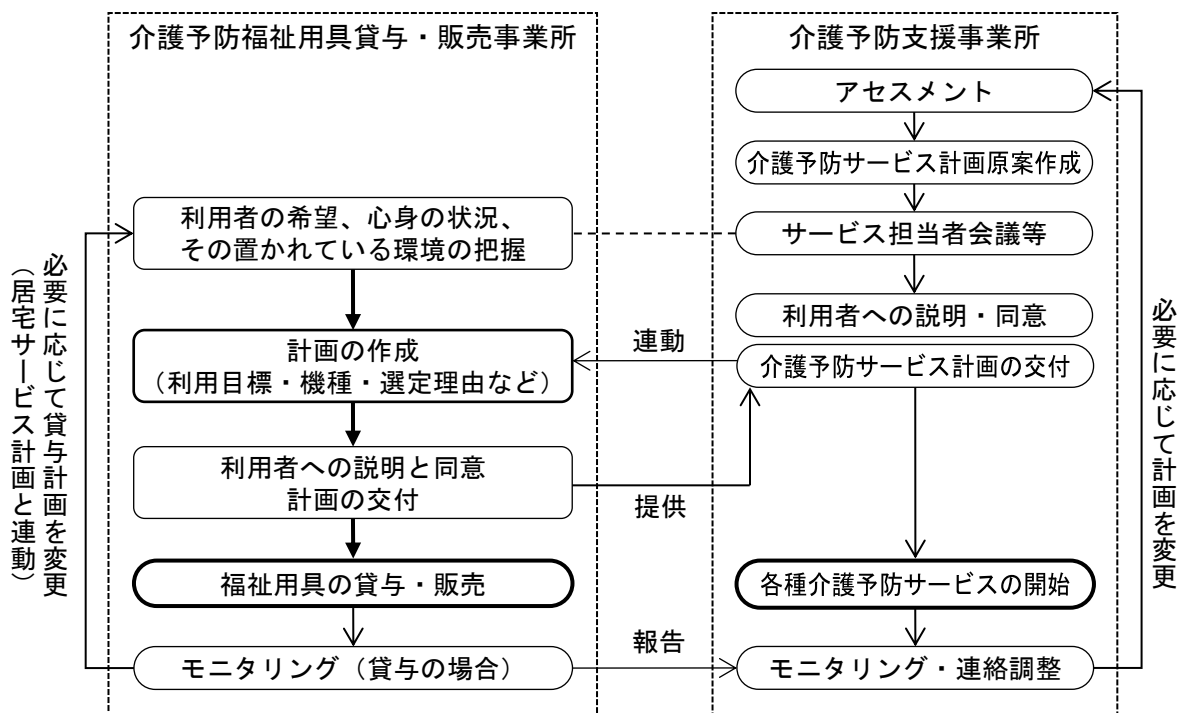 介護予防福祉用具貸与・販売事業所
利用者の希望、心身の状況、
その置かれている環境の把握
計画の作成
（利用目標・機種・選定理由など）
利用者への説明と同意
計画の交付
福祉用具の貸与・販売
モニタリング（貸与の場合）
必要に応じて貸与計画を変更
（居宅サービス計画と連動）
連動
提供
報告
介護予防支援事業所
アセスメント
介護予防サービス計画原案作成
サービス担当者会議等
利用者への説明・同意
介護予防サービス計画の交付
各種介護予防サービスの開始
モニタリング・連絡調整
必要に応じて計画を変更